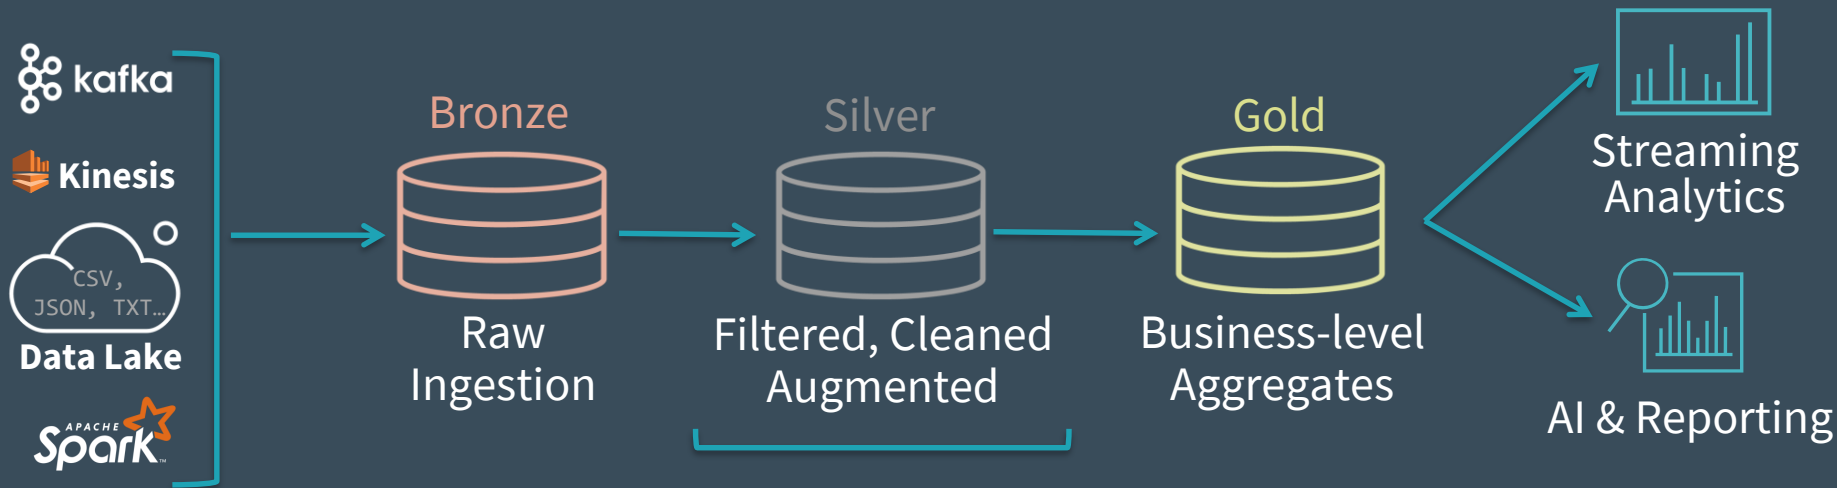 kafka
Kinesis
CSV,
JSON, TXT…
Data Lake
APACHE
Spark™
Bronze
Raw
Ingestion
Silver
Filtered, Cleaned
Augmented
Gold
Business-level
Aggregates
Streaming
Analytics
AI & Reporting